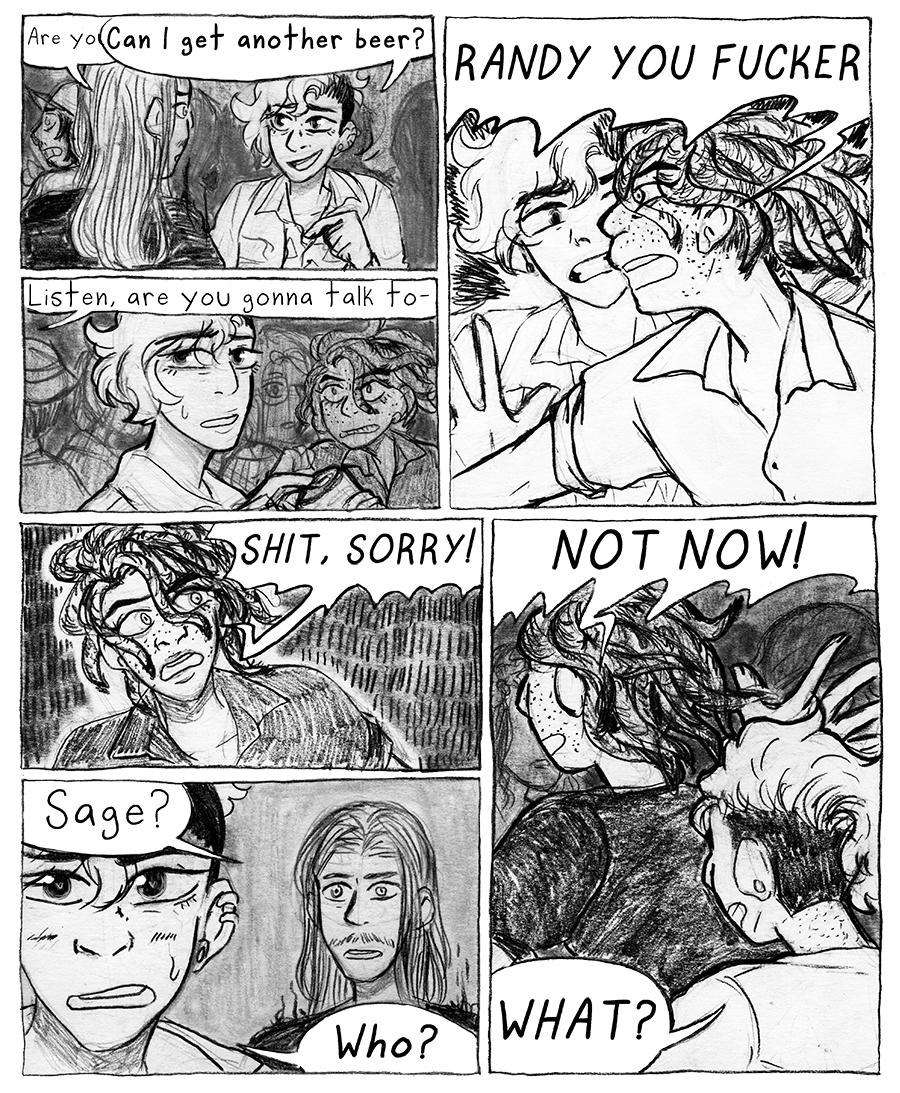 Are yo
Can I get another beer?
Listen, are you gonna talk to-
RANDY YOU FUCKER
SHIT, SORRY!
Sage?
Who?
NOT NOW!
WHAT?